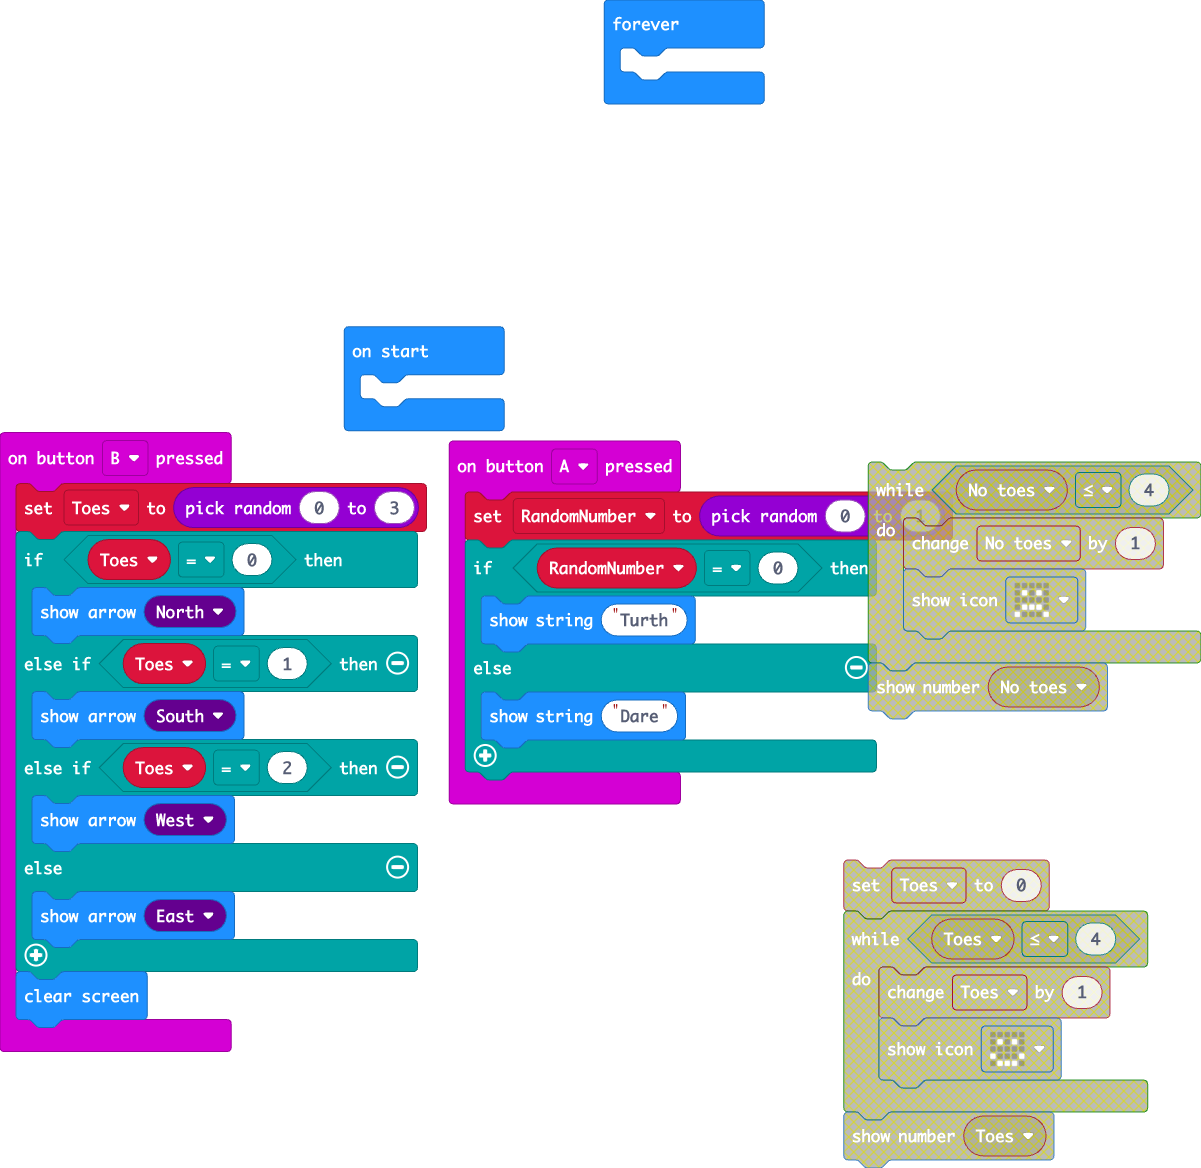 forever
on start
on button B pressed
set Toes to pick random 0 to 3
if Toes = 0 then
show arrow North
else if Toes = 1 then
show arrow South
else if Toes = 2 then
show arrow West
else
show arrow East
clear screen
on button A pressed
set RandomNumber to pick random 0 to 1
if RandomNumber = 0 then
show string "Turth"
else
show string "Dare"
while No toes ≤ 4
do
change No toes by 1
show icon
show number No toes
set Toes to 0
while Toes ≤ 4
do
change Toes by 1
show icon
show number Toes